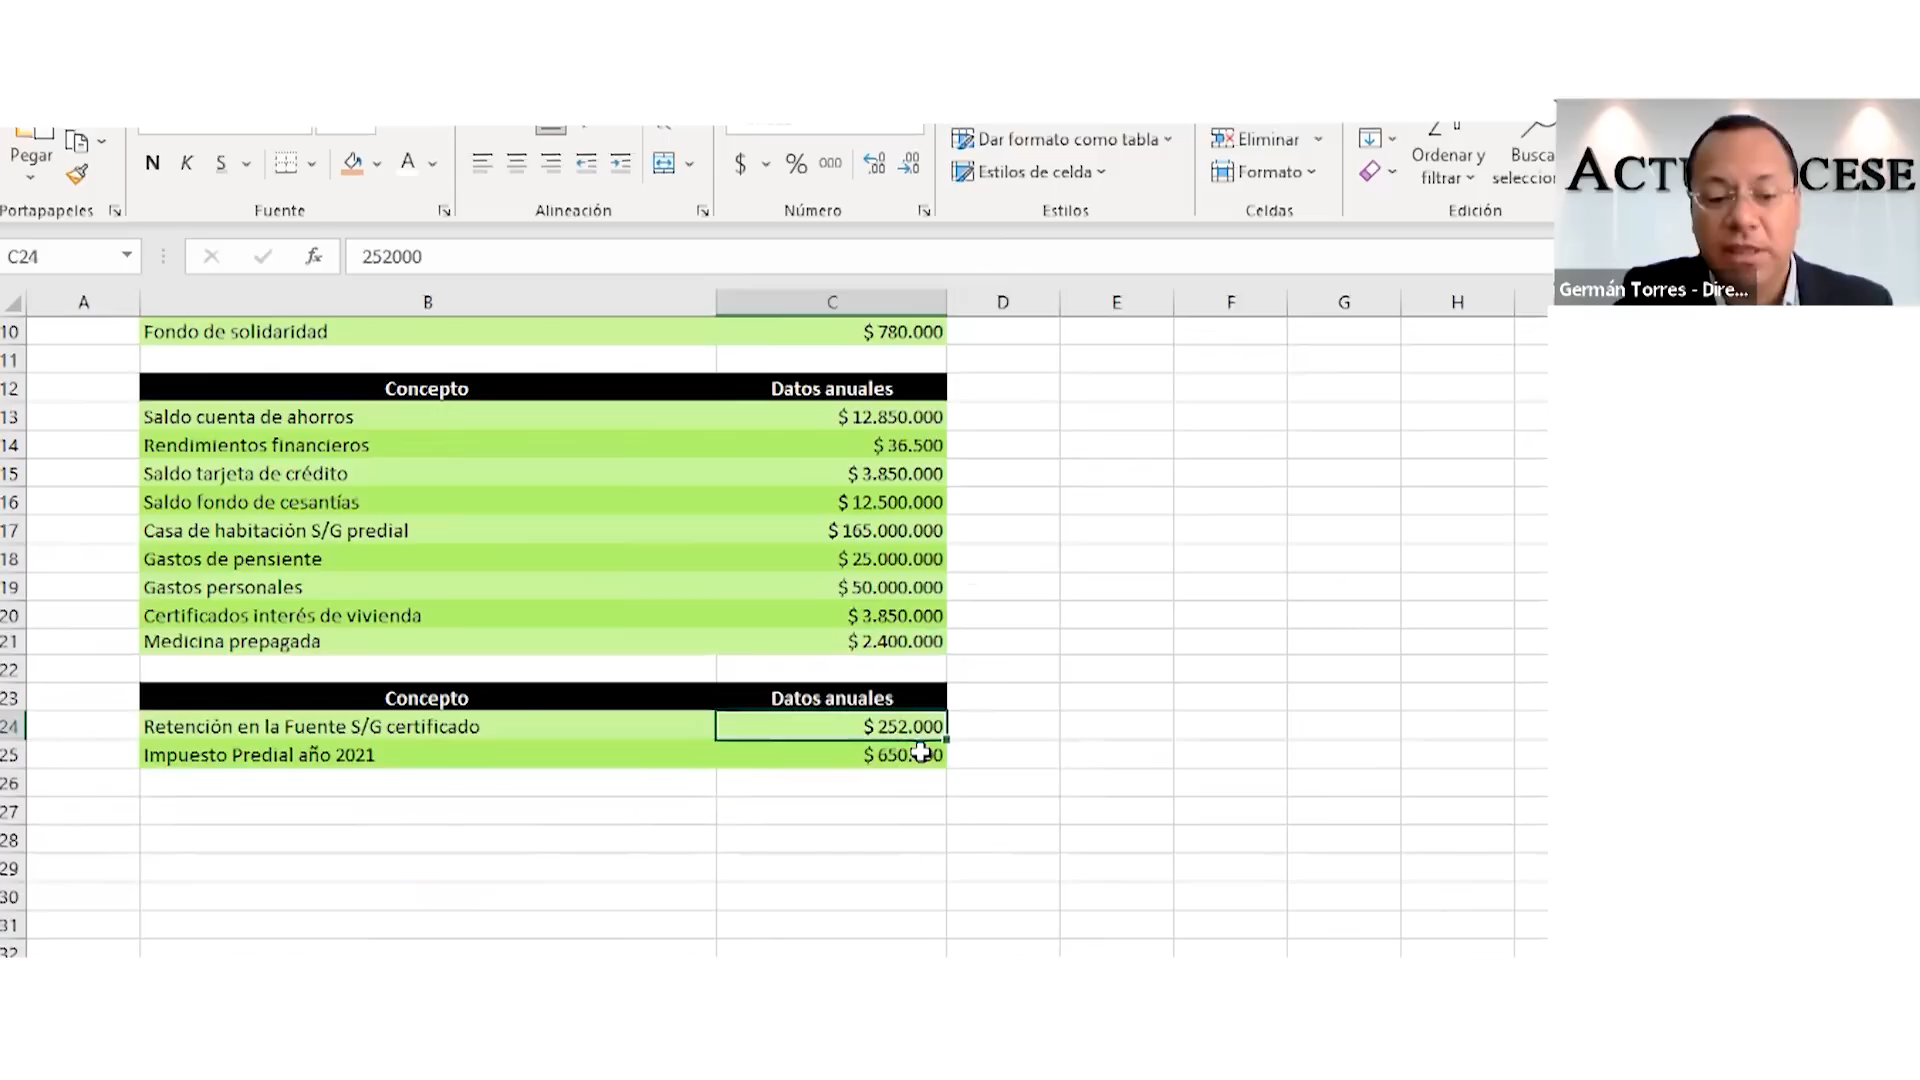 Pegar
Portapapeles
N K S
A
Fuente
Alineación
$ % 000
Número
Dar formato como tabla
Estilos de celda
Estilos
Eliminar
Formato
Celdas
Ordenar y
filtrar
Edición
ACT CESE
Germán Torres - Dire...
C24 fx 252000
A B C D E F G H
10 Fondo de solidaridad $ 780.000
11
12 Concepto Datos anuales
13 Saldo cuenta de ahorros $ 12.850.000
14 Rendimientos financieros $ 36.500
15 Saldo tarjeta de crédito $ 3.850.000
16 Saldo fondo de cesantías $ 12.500.000
17 Casa de habitación S/G predial $ 165.000.000
18 Gastos de pensiente $ 25.000.000
19 Gastos personales $ 50.000.000
20 Certificados interés de vivienda $ 3.850.000
21 Medicina prepagada $ 2.400.000
22
23 Concepto Datos anuales
24 Retención en la Fuente S/G certificado $ 252.000
25 Impuesto Predial año 2021
26
27
28
29
30
31
32